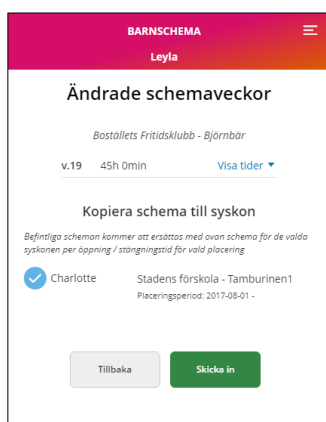 BARNSCHEMA
Leyla
Ändrade schemaveckor
Bostället​s Fritidsklubb - Björnbär
v.19 45h 0min Visa tider
Kopiera schema till syskon
Befintliga scheman kommer att ersättas med ovan schema för de valda
syskonen per öppning / stängningstid för vald placering
Charlotte Stadens förskola - Tamburinen1
Placeringsperiod: 2017-08-01 -
Tillbaka Skicka in